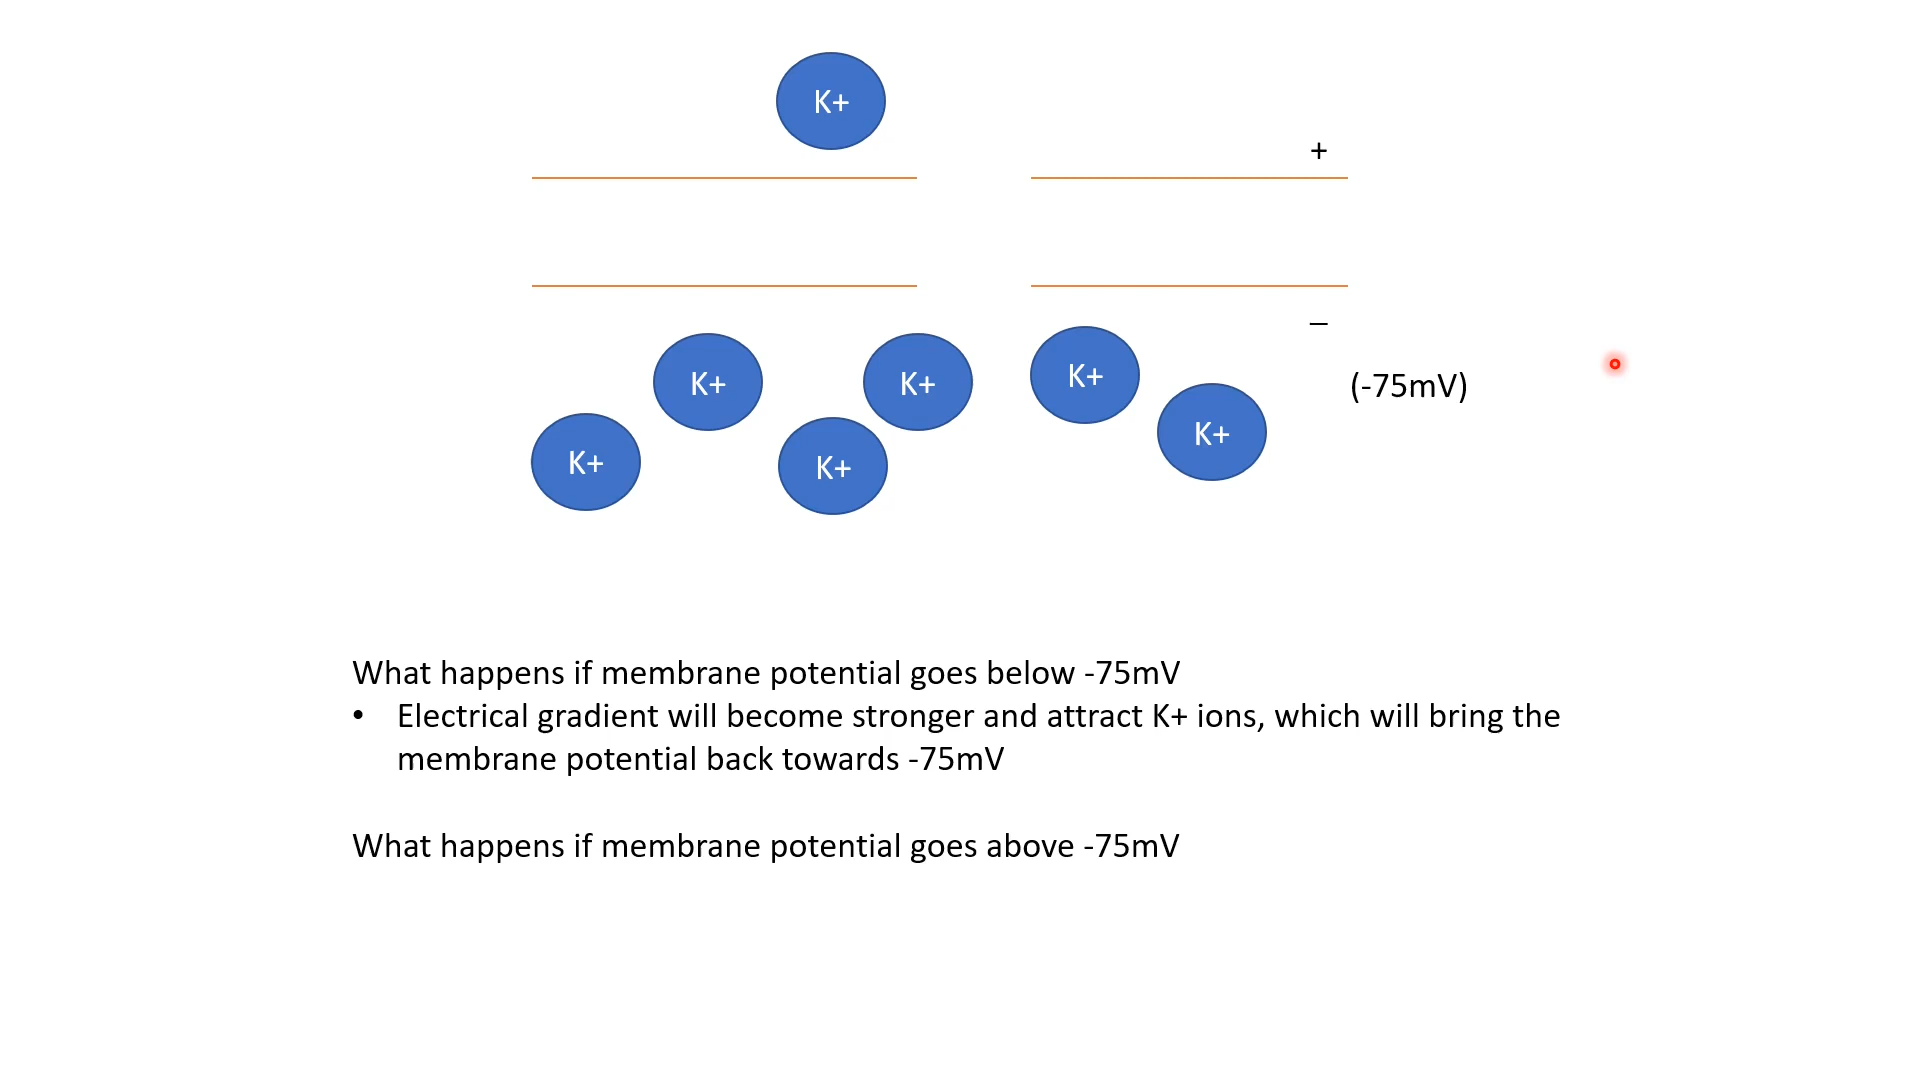 K+
+
–
K+
K+
K+
K+
(-75mV)
K+
K+
What happens if membrane potential goes below -75mV
• Electrical gradient will become stronger and attract K+ ions, which will bring the
membrane potential back towards -75mV
What happens if membrane potential goes above -75mV